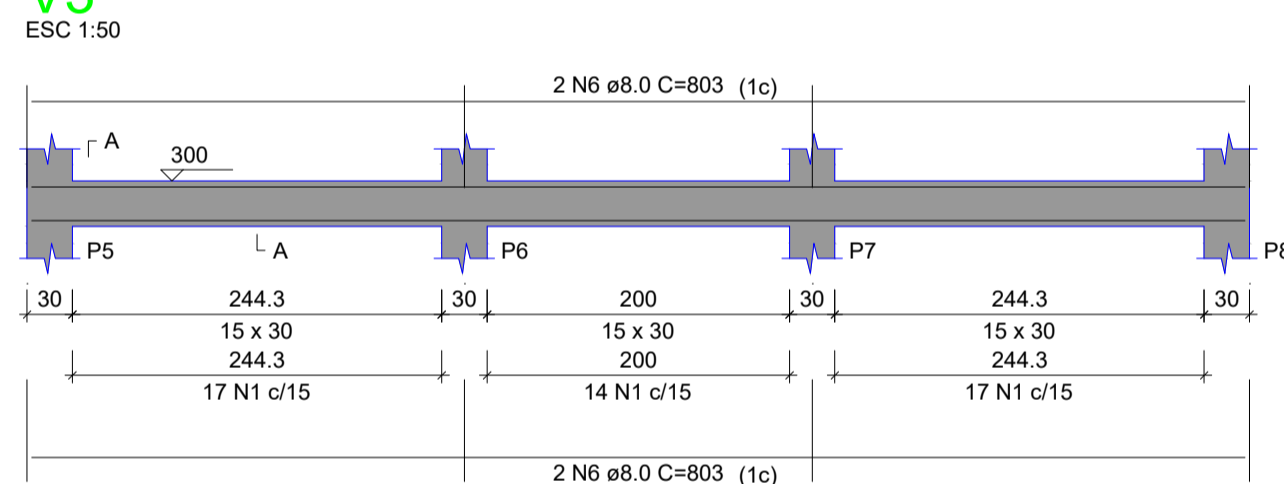 V5
ESC 1:50
2 N6 ø8.0 C=803 (1c)
A
300
P5
A
P6
P7
P8
30 244.3 30 200 30 244.3 30
15 x 30 15 x 30 15 x 30
244.3 200 244.3
17 N1 c/15 14 N1 c/15 17 N1 c/15
2 N6 ø8.0 C=803 (1c)